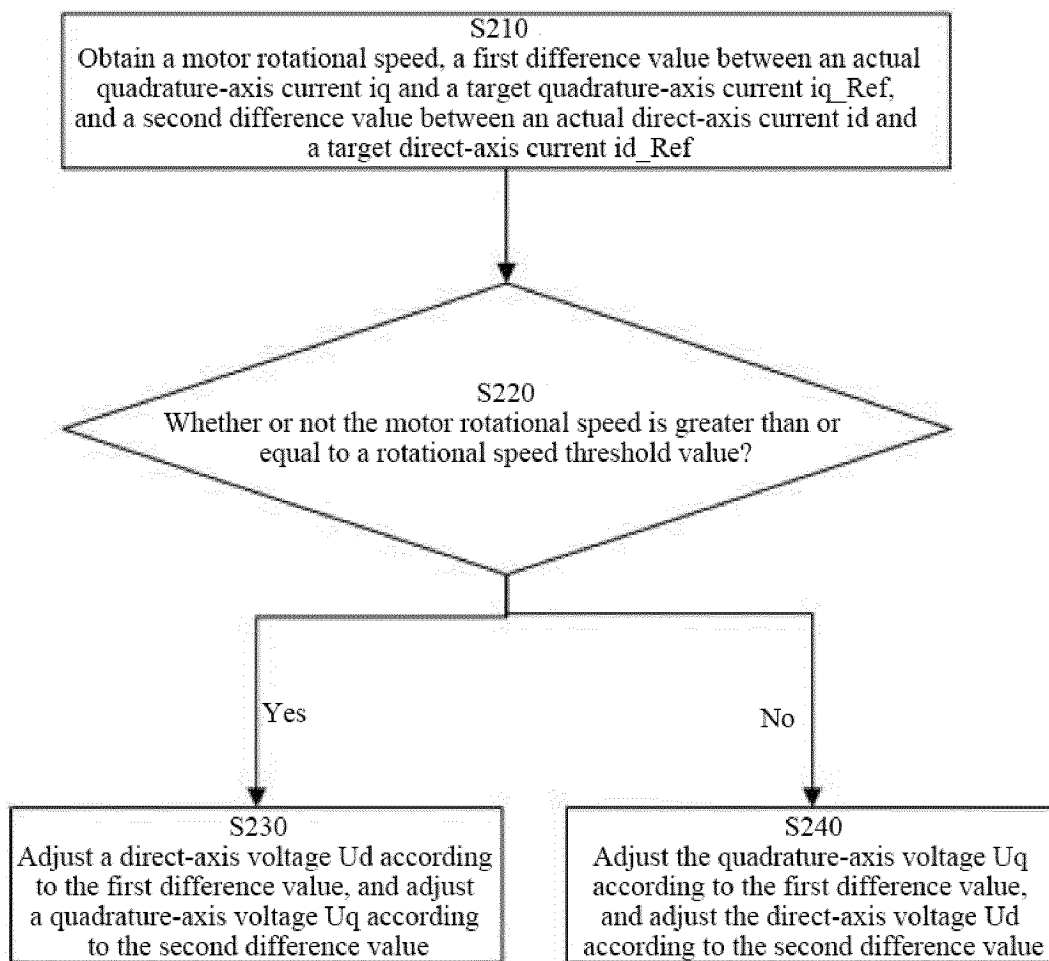 S210
Obtain a motor rotational speed, a first difference value between an actual
quadrature-axis current iq and a target quadrature-axis current iq_Ref,
and a second difference value between an actual direct-axis current id and
a target direct-axis current id_Ref
S220
Whether or not the motor rotational speed is greater than or
equal to a rotational speed threshold value?
Yes
No
S230
Adjust a direct-axis voltage Ud according
to the first difference value, and adjust
a quadrature-axis voltage Uq according
to the second difference value
S240
Adjust the quadrature-axis voltage Uq
according to the first difference value,
and adjust the direct-axis voltage Ud
according to the second difference value